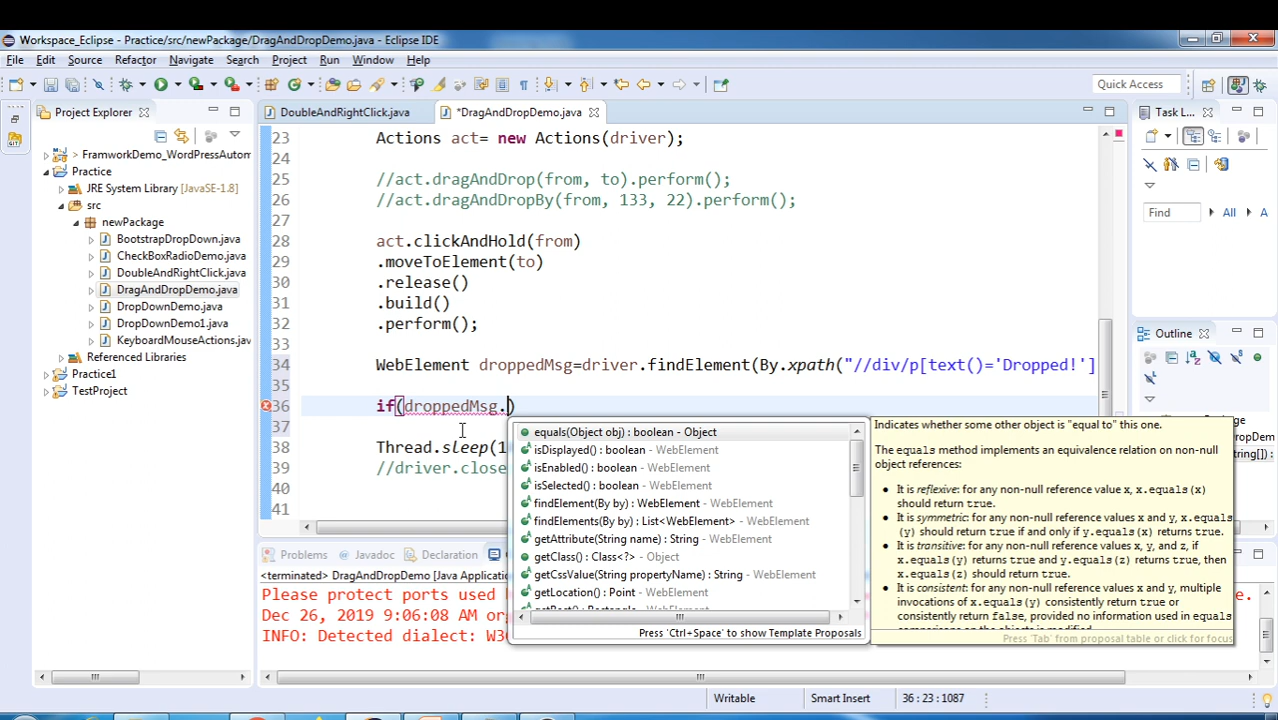 Workspace_Eclipse - Practice/src/newPackage/DragAndDropDemo.java - Eclipse IDE
File Edit Source Refactor Navigate Search Project Run Window Help
Quick Access
Project Explorer
DoubleAndRightClick.java
*DragAndDropDemo.java
Task L...
> FramworkDemo_WordPressAutom
Practice
JRE System Library [JavaSE-1.8]
src
newPackage
BootstrapDropDown.java
CheckBoxRadioDemo.java
DoubleAndRightClick.java
DragAndDropDemo.java
DropDownDemo.java
DropDownDemo1.java
KeyboardMouseActions.java
Referenced Libraries
Practice1
TestProject
23 Actions act= new Actions(driver);
24
25 //act.dragAndDrop(from, to).perform();
26 //act.dragAndDropBy(from, 133, 22).perform();
27
28 act.clickAndHold(from)
29 .moveToElement(to)
30 .release()
31 .build()
32 .perform();
33
34 WebElement droppedMsg=driver.findElement(By.xpath("//div/p[text()='Dropped!']
35
36 if(droppedMsg.)
37
38 Thread.sleep(1
39 //driver.close
40
41
equals(Object obj) : boolean - Object
isDisplayed() : boolean - WebElement
isEnabled() : boolean - WebElement
isSelected() : boolean - WebElement
findElement(By by) : WebElement - WebElement
findElements(By by) : List<WebElement> - WebElement
getAttribute(String name) : String - WebElement
getClass() : Class<?> - Object
getCssValue(String propertyName) : String - WebElement
getLocation() : Point - WebElement
Press 'Ctrl+Space' to show Template Proposals
Indicates whether some other object is "equal to" this one.
The equals method implements an equivalence relation on non-null
object references:
It is reflexive: for any non-null reference value x, x.equals(x)
should return true.
It is symmetric: for any non-null reference values x and y, x.equals
(y) should return true if and only if y.equals(x) returns true.
It is transitive: for any non-null reference values x, y, and z, if
x.equals(y) returns true and y.equals(z) returns true, then
x.equals(z) should return true.
It is consistent: for any non-null reference values x and y, multiple
invocations of x.equals(y) consistently return true or
consistently return false, provided no information used in equals
Press 'Tab' from proposal table or click for focus
Find All
Outline
tring[]) :
Problems Javadoc Declaration
<terminated> DragAndDropDemo [Java Applicati
Please protect ports used
Dec 26, 2019 9:06:08 AM or
INFO: Detected dialect: W3
Writable Smart Insert 36 : 23 : 1087